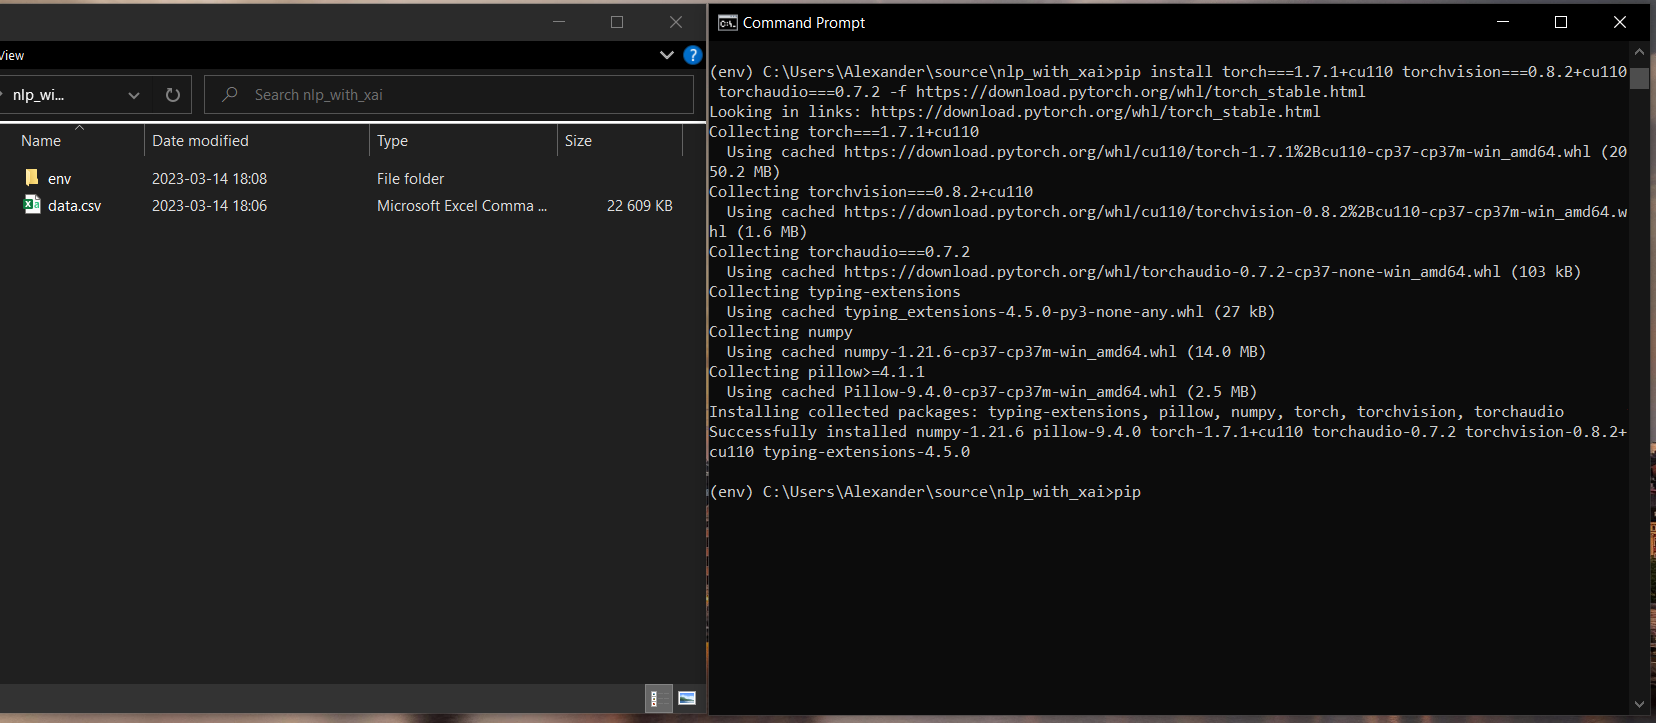 View
?
nlp_wi...
Search nlp_with_xai
Name Date modified Type Size
env 2023-03-14 18:08 File folder
data.csv 2023-03-14 18:06 Microsoft Excel Comma ... 22 609 KB
Command Prompt
(env) C:\Users\Alexander\source\nlp_with_xai>pip install torch===1.7.1+cu110 torchvision===0.8.2+cu110
torchaudio===0.7.2 -f https://download.pytorch.org/whl/torch_stable.html
Looking in links: https://download.pytorch.org/whl/torch_stable.html
Collecting torch===1.7.1+cu110
Using cached https://download.pytorch.org/whl/cu110/torch-1.7.1%2Bcu110-cp37-cp37m-win_amd64.whl (20
50.2 MB)
Collecting torchvision===0.8.2+cu110
Using cached https://download.pytorch.org/whl/cu110/torchvision-0.8.2%2Bcu110-cp37-cp37m-win_amd64.w
hl (1.6 MB)
Collecting torchaudio===0.7.2
Using cached https://download.pytorch.org/whl/torchaudio-0.7.2-cp37-none-win_amd64.whl (103 kB)
Collecting typing-extensions
Using cached typing_extensions-4.5.0-py3-none-any.whl (27 kB)
Collecting numpy
Using cached numpy-1.21.6-cp37-cp37m-win_amd64.whl (14.0 MB)
Collecting pillow>=4.1.1
Using cached Pillow-9.4.0-cp37-cp37m-win_amd64.whl (2.5 MB)
Installing collected packages: typing-extensions, pillow, numpy, torch, torchvision, torchaudio
Successfully installed numpy-1.21.6 pillow-9.4.0 torch-1.7.1+cu110 torchaudio-0.7.2 torchvision-0.8.2+
cu110 typing-extensions-4.5.0
(env) C:\Users\Alexander\source\nlp_with_xai>pip